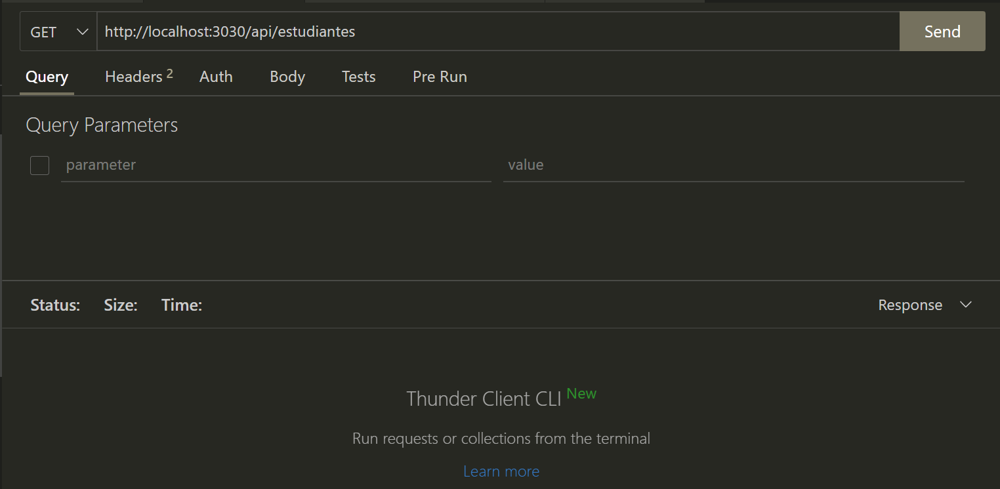 GET http://localhost:3030/api/estudiantes Send
Query Headers 2 Auth Body Tests Pre Run
Query Parameters
parameter value
Status: Size: Time: Response
Thunder Client CLI New
Run requests or collections from the terminal
Learn more